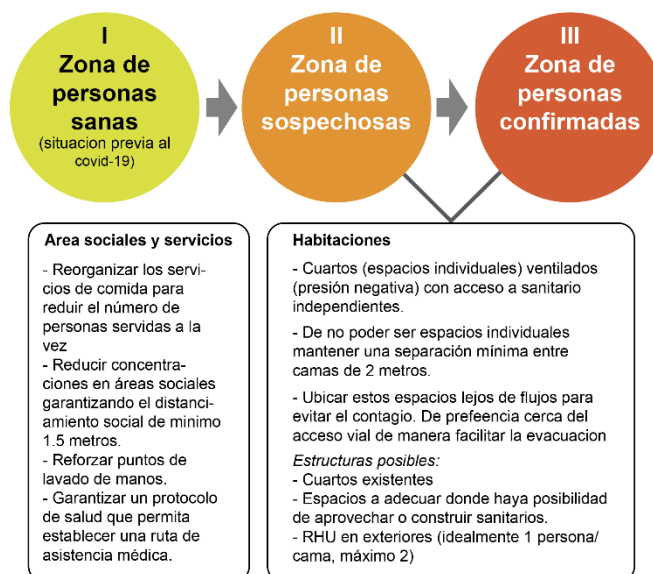 I
Zona de
personas
sanas
(situacion previa al
covid-19)
II
Zona de
personas
sospechosas
III
Zona de
personas
confirmadas
Area sociales y servicios
- Reorganizar los servi-
cios de comida para
reducir el número de
personas servidas a la
vez
- Reducir concentra-
ciones en áreas sociales
garantizando el distanci-
amiento social de minimo
1.5 metros.
- Reforzar puntos de
lavado de manos.
- Garantizar un protocolo
de salud que permita
establecer una ruta de
asistencia médica.
Habitaciones
- Cuartos (espacios individuales) ventilados
(presión negativa) con acceso a sanitario
independientes.
- De no poder ser espacios individuales
mantener una separación mínima entre
camas de 2 metros.
- Ubicar estos espacios lejos de flujos para
evitar el contagio. De prefeencia cerca del
acceso vial de manera facilitar la evacuacion
Estructuras posibles:
- Cuartos existentes
- Espacios a adecuar donde haya posibilidad
de aprovechar o construir sanitarios.
- RHU en exteriores (idealmente 1 persona/
cama, máximo 2)